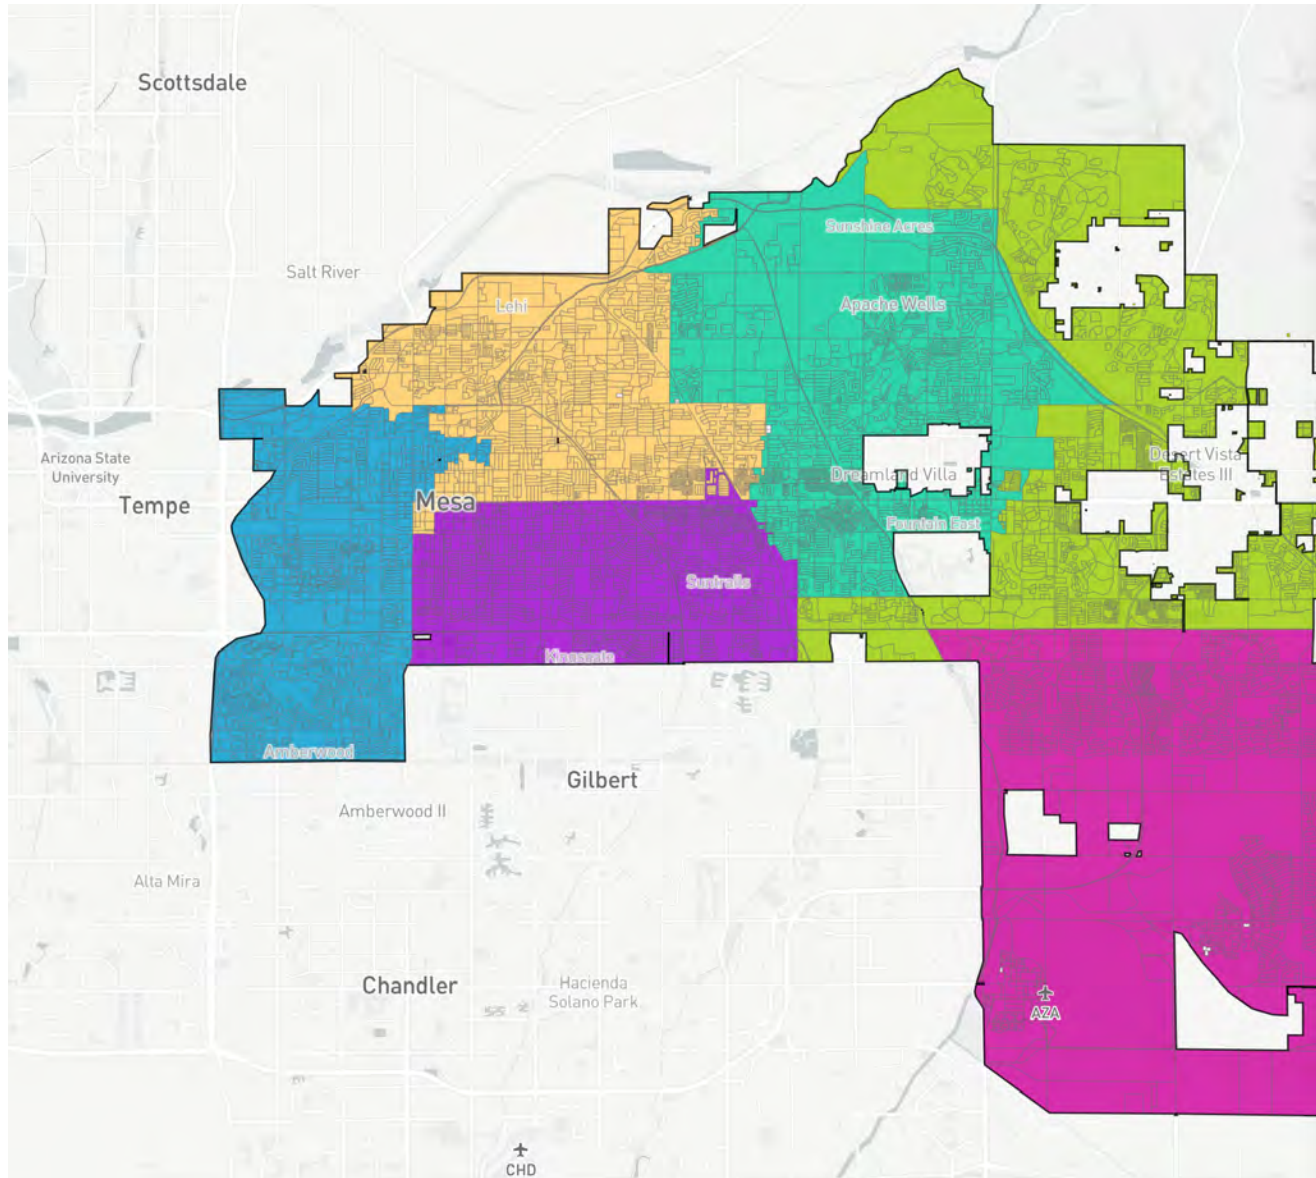 Scottsdale
Sunshine Acres
Salt River
Lehi
Apache Wells
Arizona State
University
Dreamland Villa
Desert Vista
Estates III
Tempe
Mesa
Fountain East
Suntrails
Kingsgate
Amberwood
Gilbert
Amberwood II
Alta Mira
Chandler
Hacienda
Solano Park
AZA
CHD